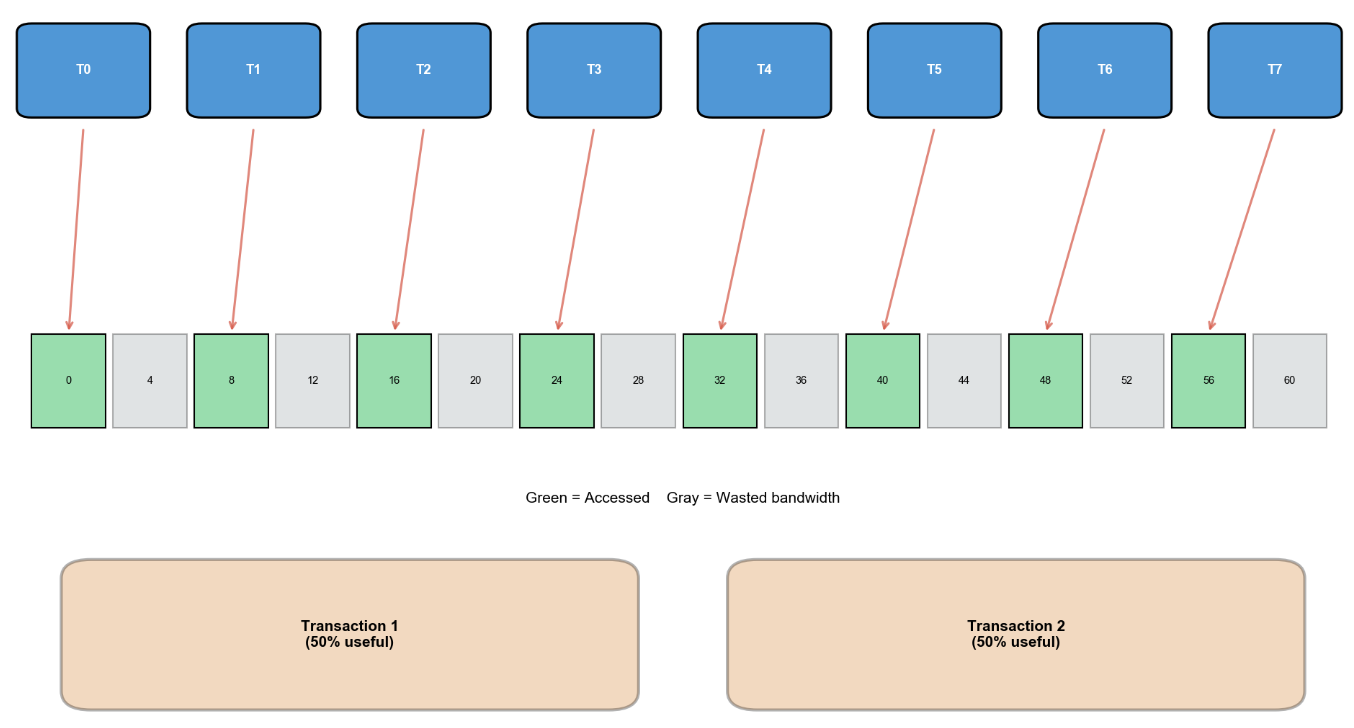 T0 T1 T2 T3 T4 T5 T6 T7
0 4 8 12 16 20 24 28 32 36 40 44 48 52 56 60
Green = Accessed    Gray = Wasted bandwidth
Transaction 1
(50% useful)
Transaction 2
(50% useful)